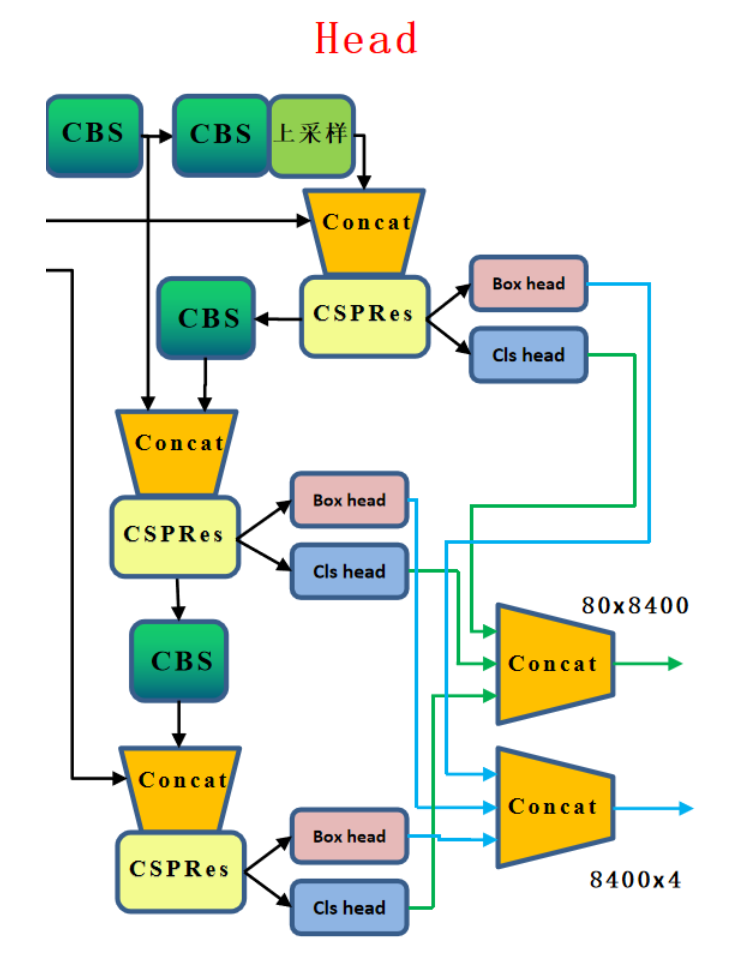 Head
CBS
CBS
上采样
Concat
CSPRes
Box head
Cls head
CBS
Concat
CSPRes
Box head
Cls head
CBS
80x8400
Concat
Concat
CSPRes
Box head
Cls head
Concat
8400x4